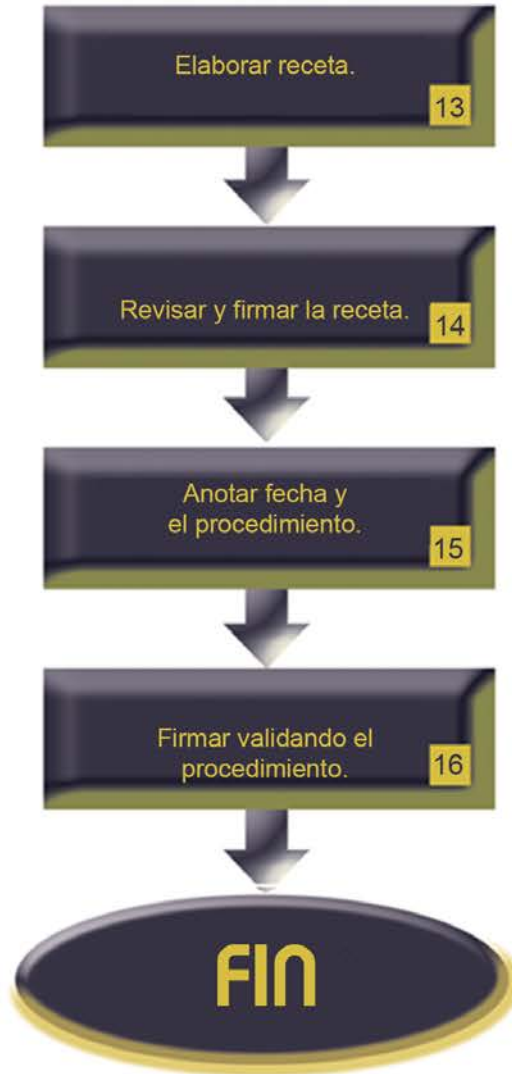 Elaborar receta.
13
Revisar y firmar la receta.
14
Anotar fecha y
el procedimiento.
15
Firmar validando el
procedimiento.
16
FIN